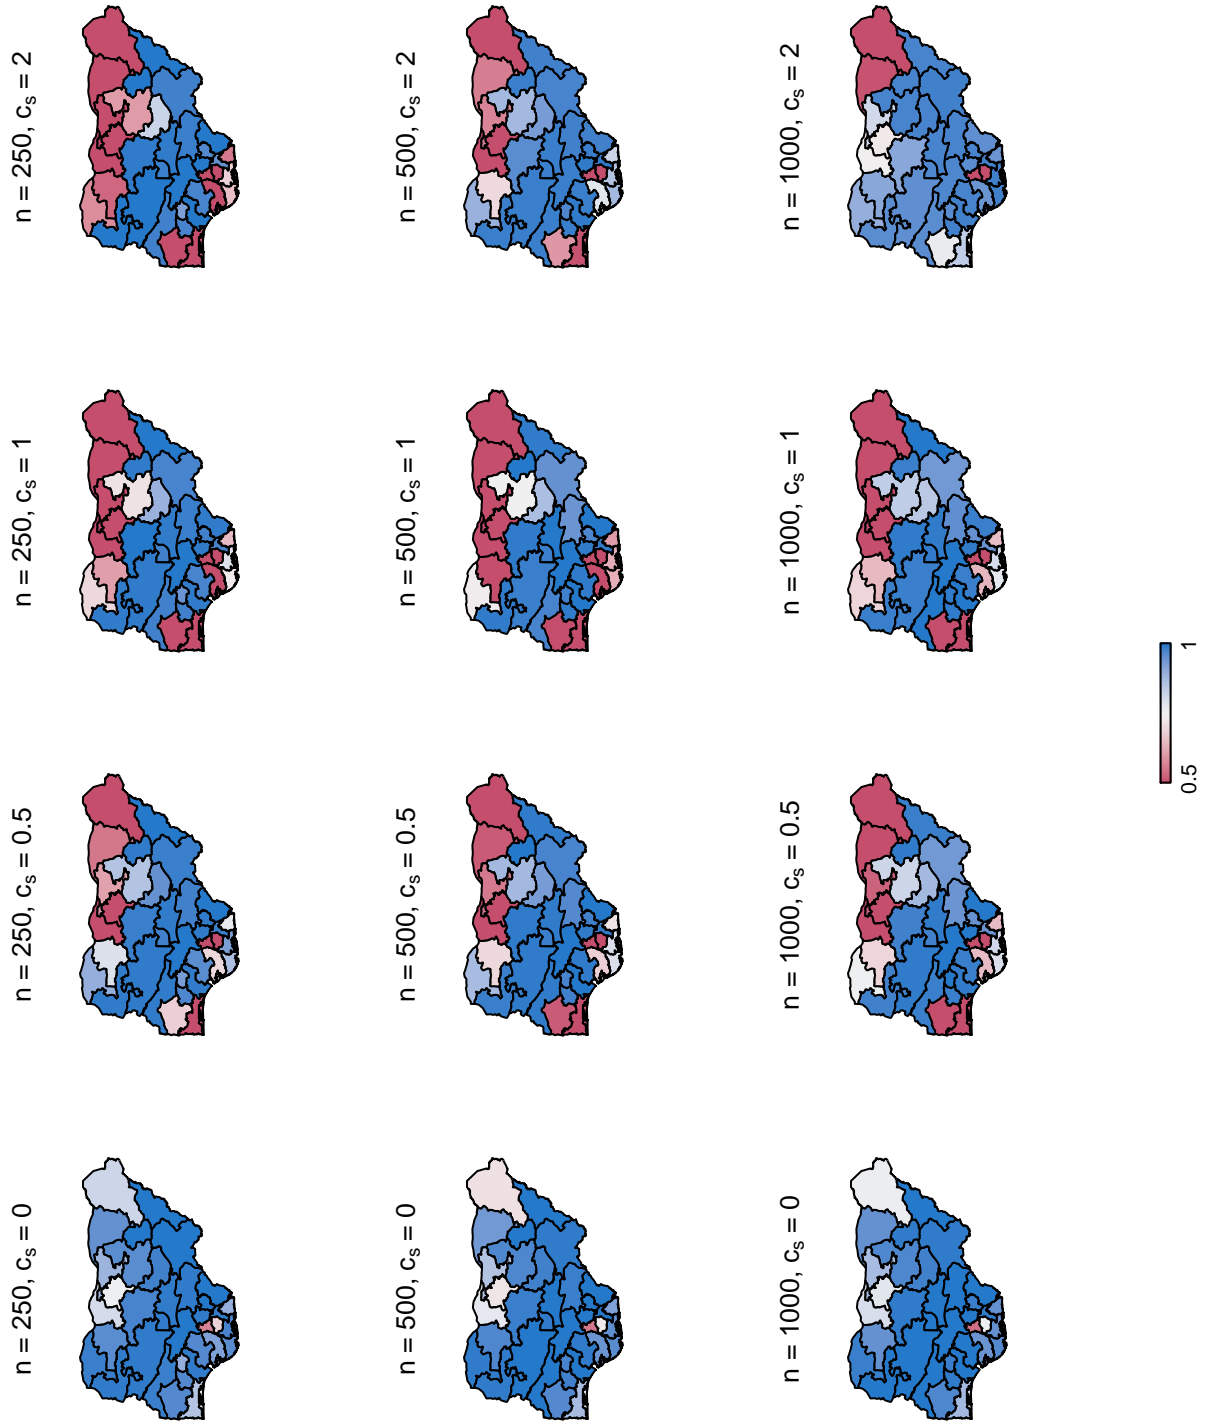 n = 250, cₛ = 0
n = 250, cₛ = 0.5
n = 250, cₛ = 1
n = 250, cₛ = 2
n = 500, cₛ = 0
n = 500, cₛ = 0.5
n = 500, cₛ = 1
n = 500, cₛ = 2
n = 1000, cₛ = 0
n = 1000, cₛ = 0.5
n = 1000, cₛ = 1
n = 1000, cₛ = 2
0.5 1